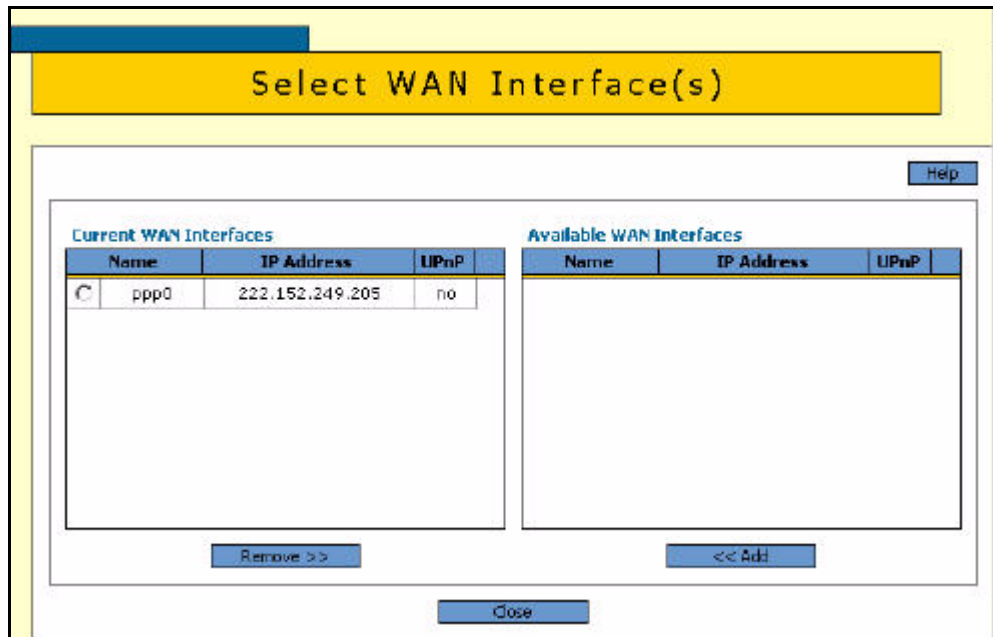 Select WAN Interface(s)
Help
Current WAN Interfaces
Name IP Address UPnP
ppp0 222.152.249.205 no
Remove >>
Available WAN Interfaces
Name IP Address UPnP
<< Add
Close